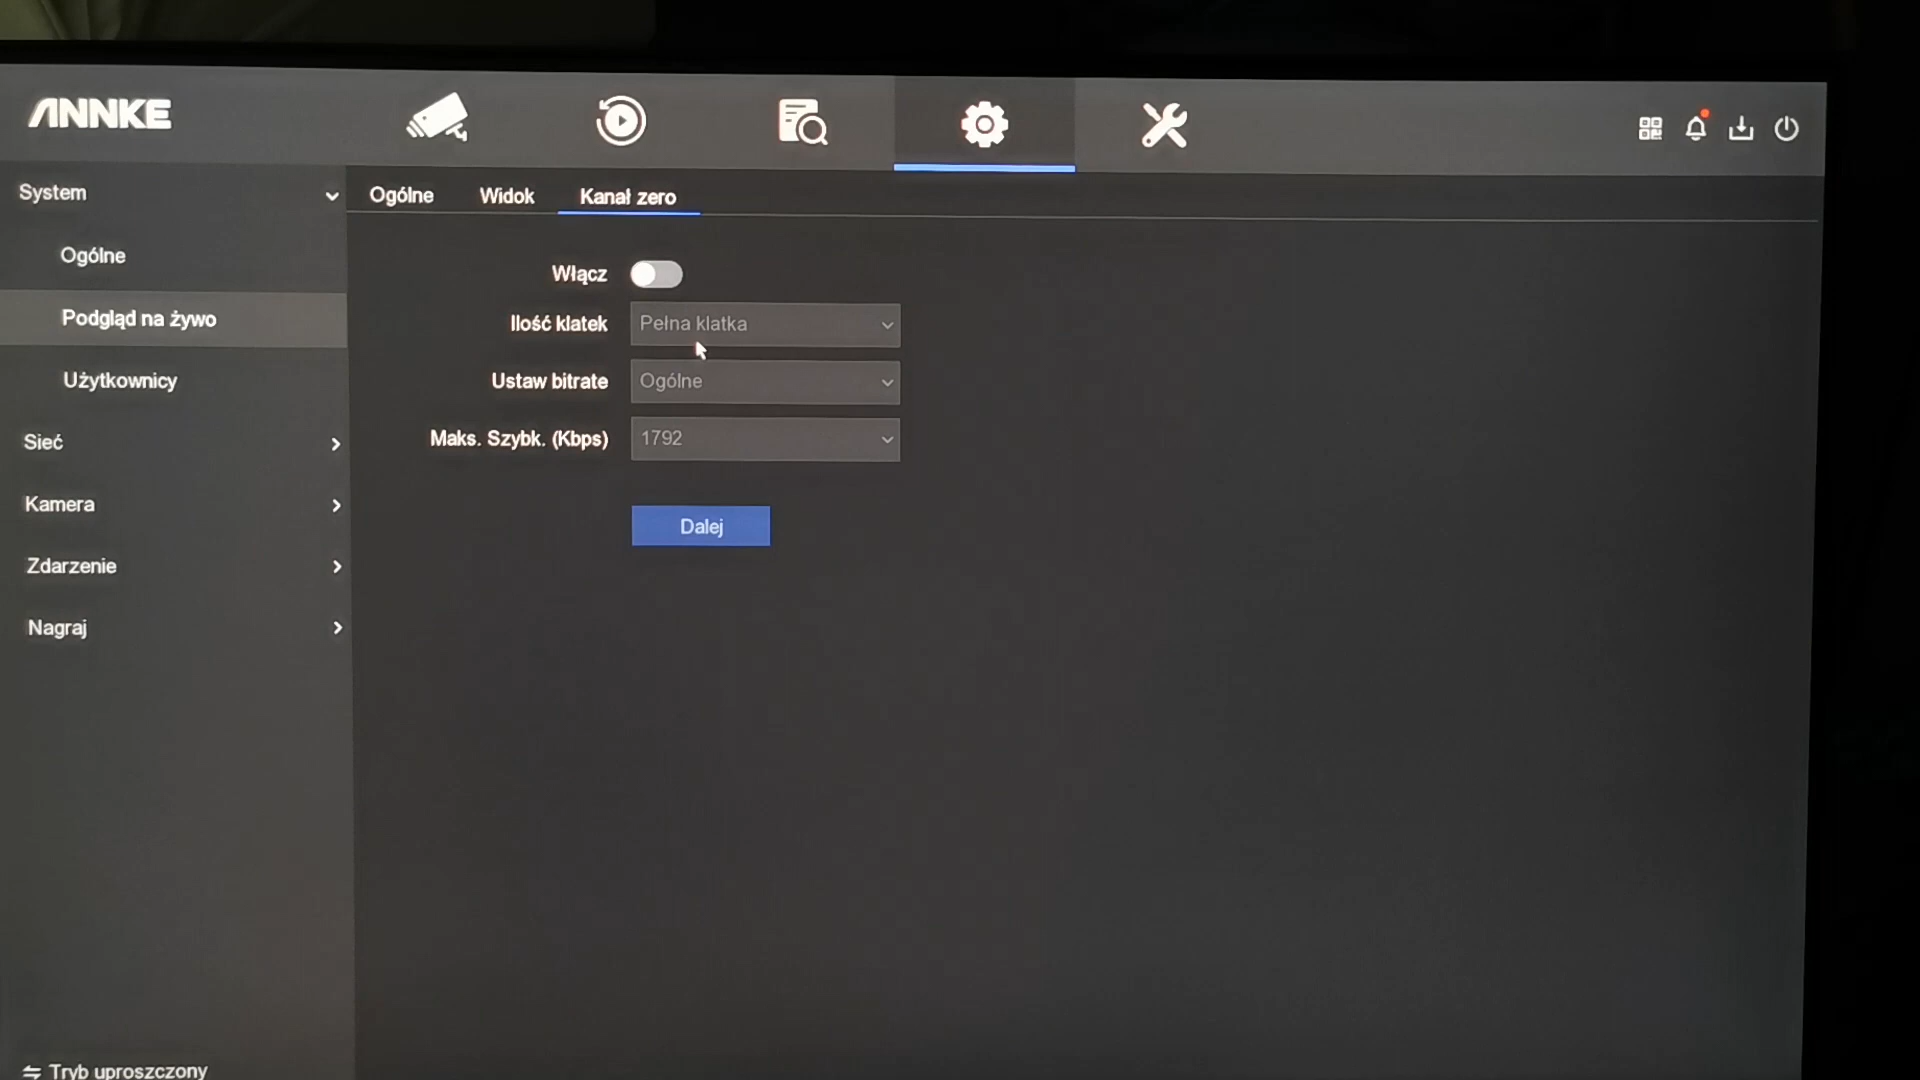 ANNKE
System
Ogólne
Podgląd na żywo
Użytkownicy
Sieć
Kamera
Zdarzenie
Nagraj
Tryb uproszczony
Ogólne Widok Kanał zero
Włącz
Ilość klatek Pełna klatka
Ustaw bitrate Ogólne
Maks. Szybk. (Kbps) 1792
Dalej